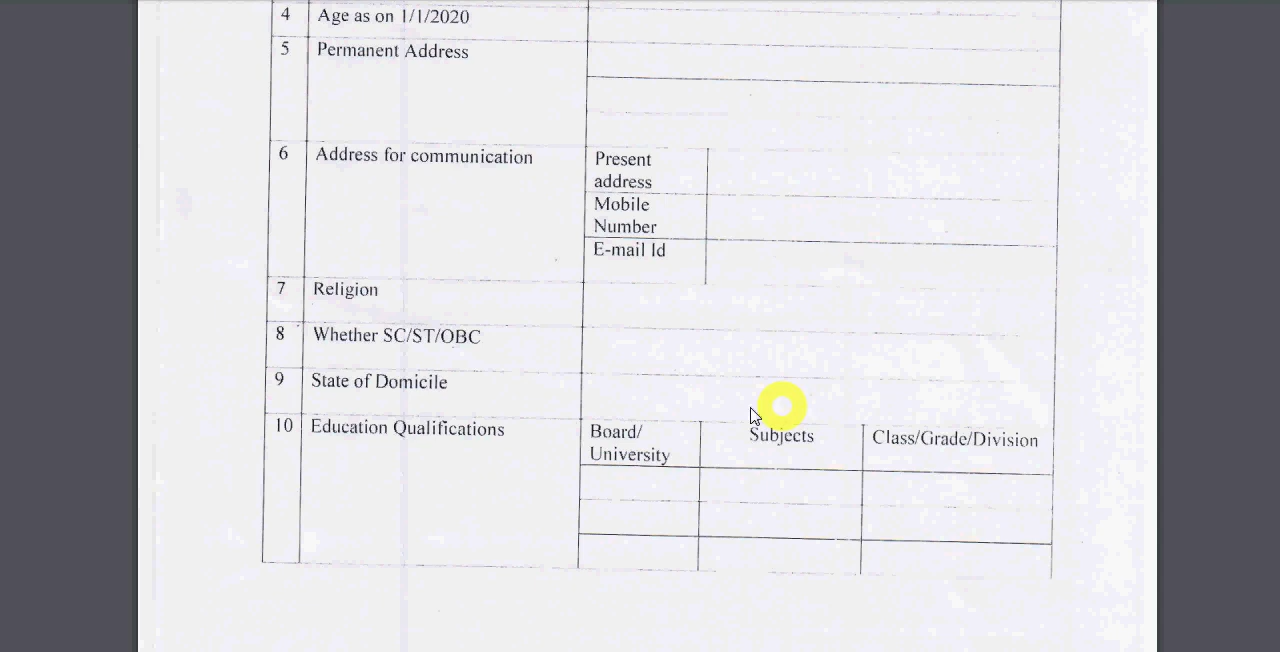 4 Age as on 1/1/2020
5 Permanent Address
6 Address for communication
Present
address
Mobile
Number
E-mail Id
7 Religion
8 Whether SC/ST/OBC
9 State of Domicile
10 Education Qualifications
Board/
University
Subjects
Class/Grade/Division